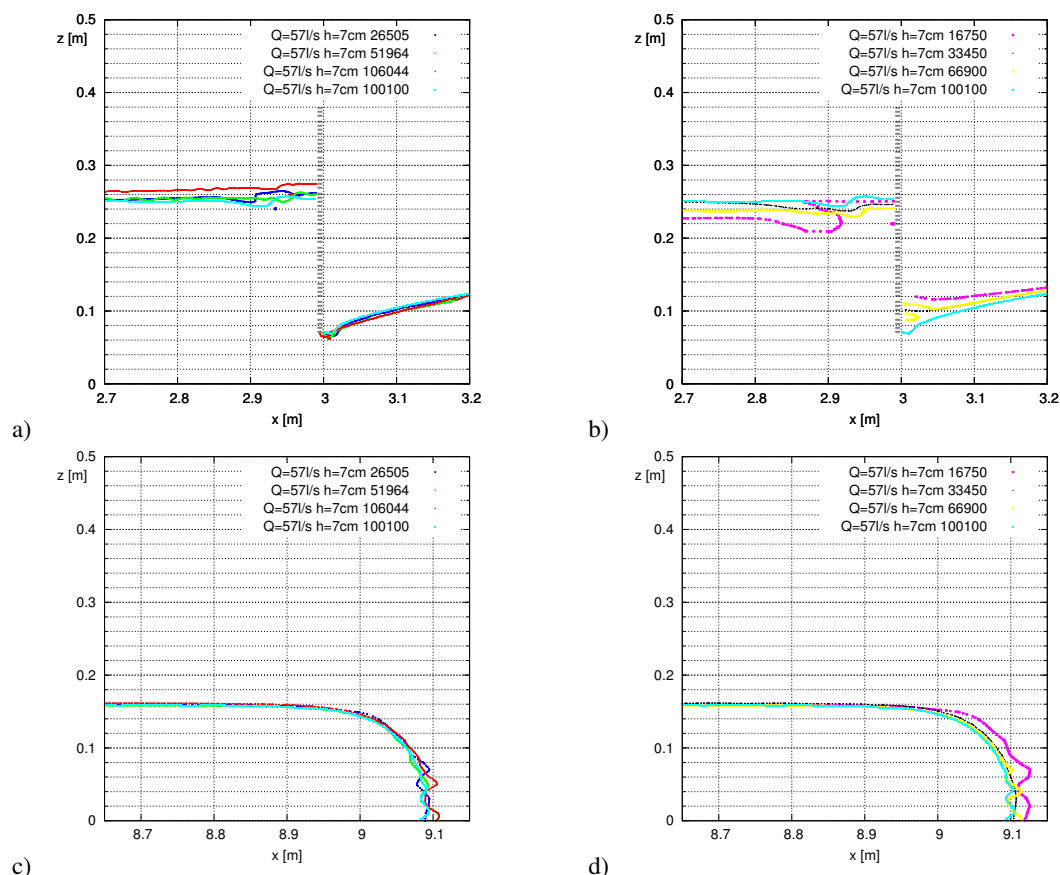 z [m]
0.5
0.4
0.3
0.2
0.1
0
2.7
2.8
2.9
3
3.1
3.2
x [m]
Q=57l/s h=7cm 26505
Q=57l/s h=7cm 51964
Q=57l/s h=7cm 106044
Q=57l/s h=7cm 100100
a)
z [m]
0.5
0.4
0.3
0.2
0.1
0
2.7
2.8
2.9
3
3.1
3.2
x [m]
Q=57l/s h=7cm 16750
Q=57l/s h=7cm 33450
Q=57l/s h=7cm 66900
Q=57l/s h=7cm 100100
b)
z [m]
0.5
0.4
0.3
0.2
0.1
0
8.7
8.8
8.9
9
9.1
x [m]
Q=57l/s h=7cm 26505
Q=57l/s h=7cm 51964
Q=57l/s h=7cm 106044
Q=57l/s h=7cm 100100
c)
z [m]
0.5
0.4
0.3
0.2
0.1
0
8.7
8.8
8.9
9
9.1
x [m]
Q=57l/s h=7cm 16750
Q=57l/s h=7cm 33450
Q=57l/s h=7cm 66900
Q=57l/s h=7cm 100100
d)